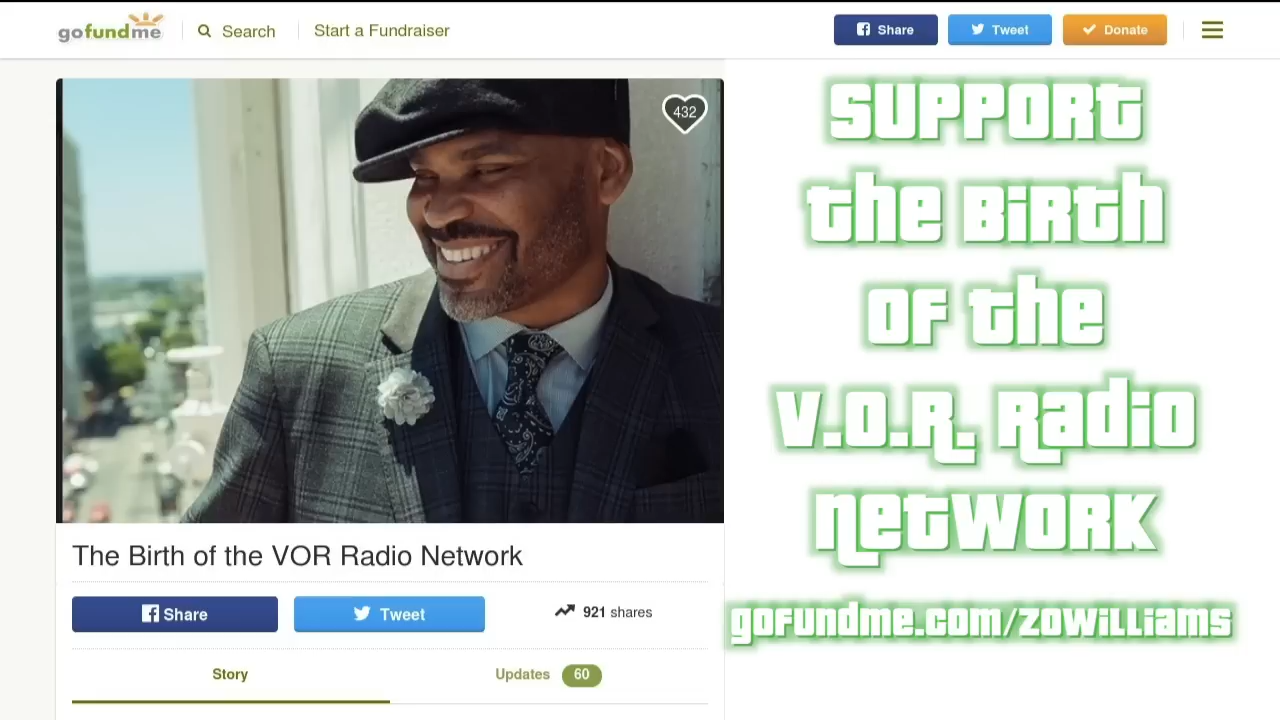 gofundme
Search
Start a Fundraiser
Share
Tweet
Donate
432
SUPPORT
the BiRth
OF the
V.O.R. Radio
NetWORK
gofundme.com/zowilliams
The Birth of the VOR Radio Network
Share
Tweet
921 shares
Story
Updates 60